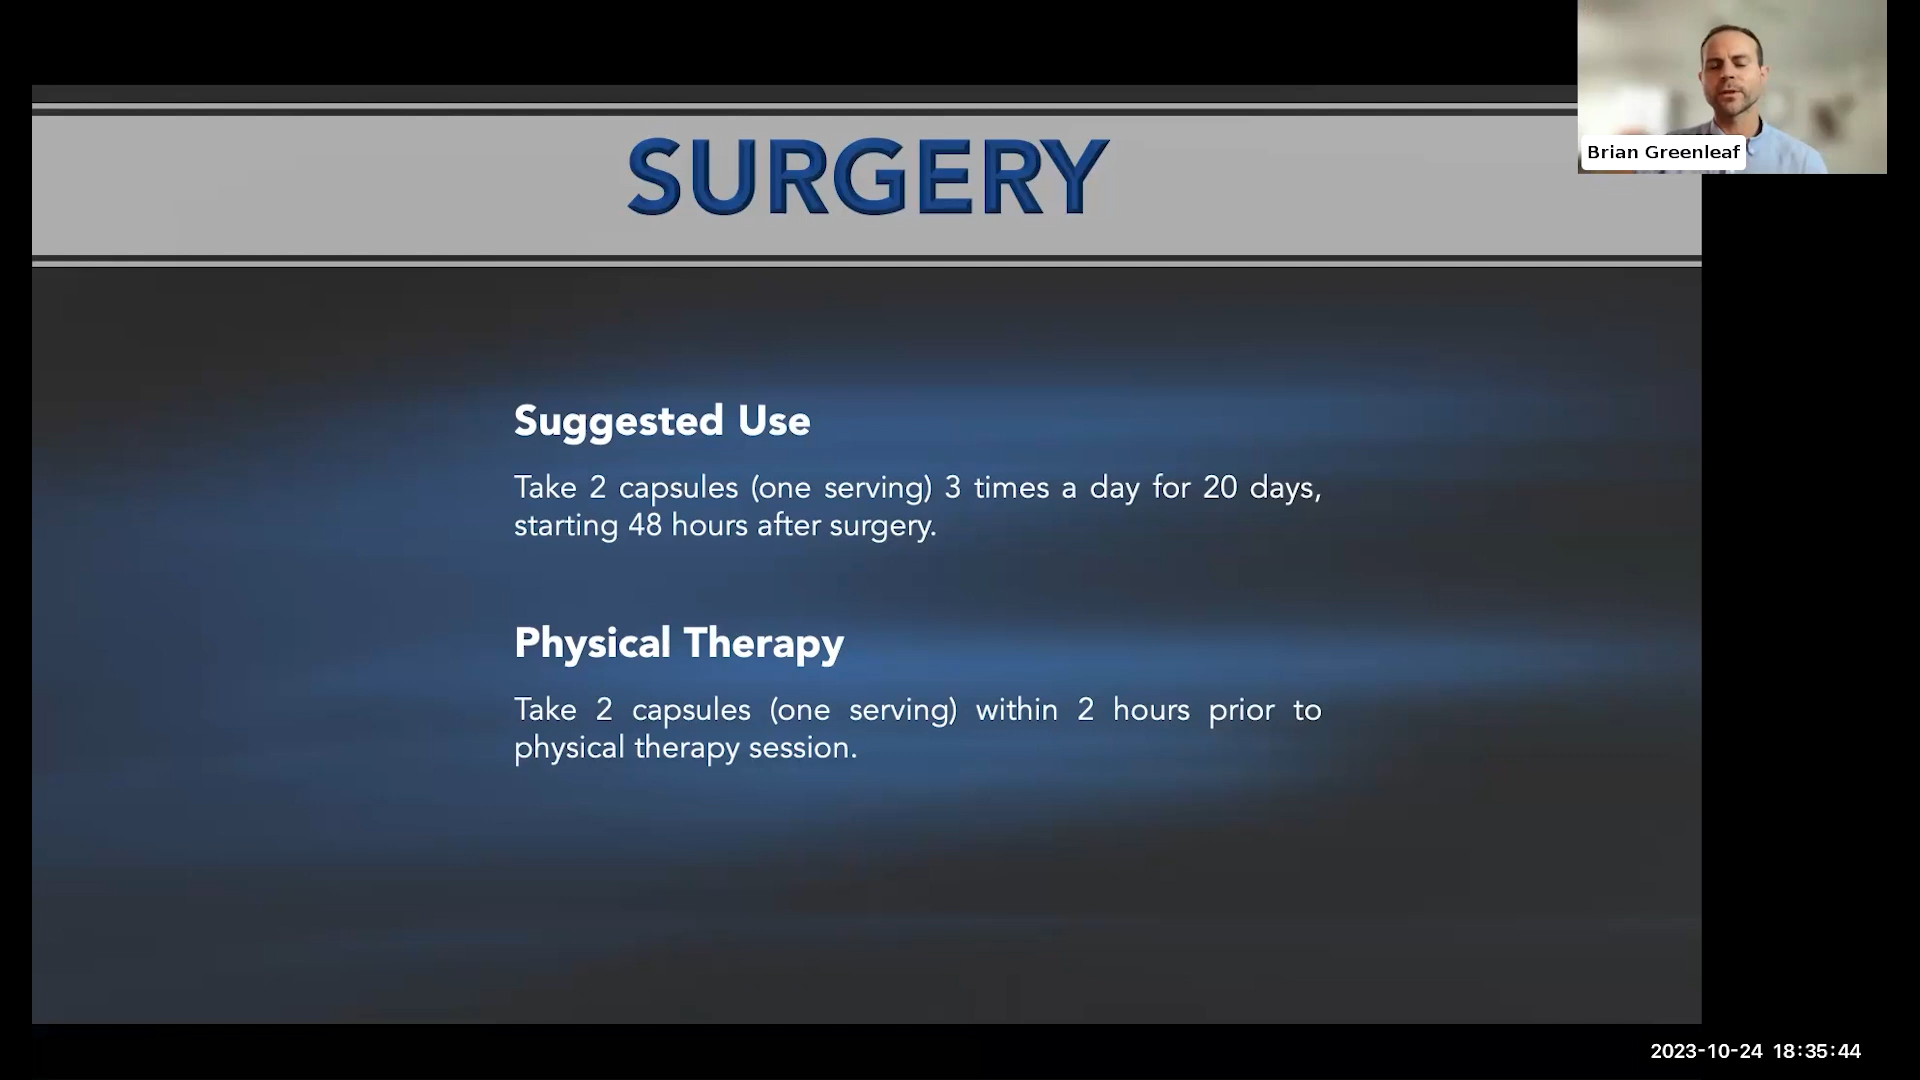 SURGERY
Brian Greenleaf
Suggested Use
Take 2 capsules (one serving) 3 times a day for 20 days,
starting 48 hours after surgery.
Physical Therapy
Take 2 capsules (one serving) within 2 hours prior to
physical therapy session.
2023-10-24 18:35:44